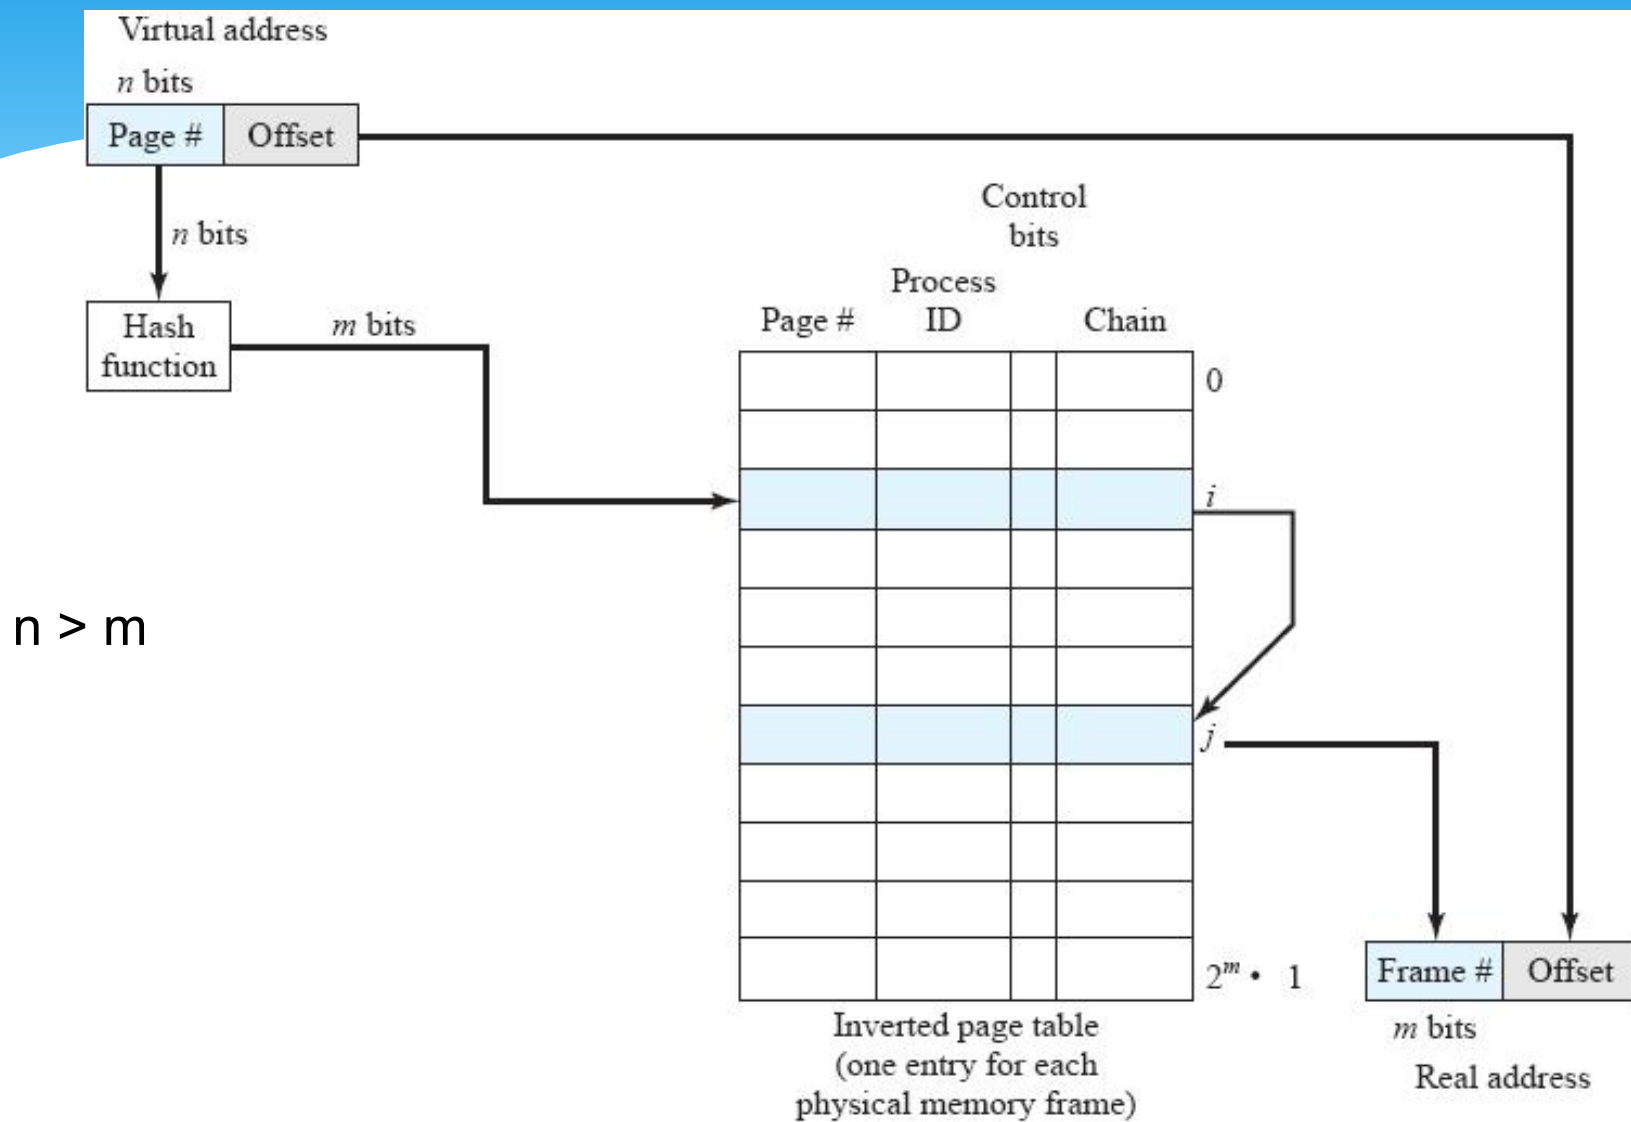 Virtual address
n bits
Page #
Offset
n bits
Hash
function
m bits
Control
bits
Process
ID
Page #
Chain
0
i
n > m
j
2ᵐ • 1
Frame #
Offset
m bits
Real address
Inverted page table
(one entry for each
physical memory frame)